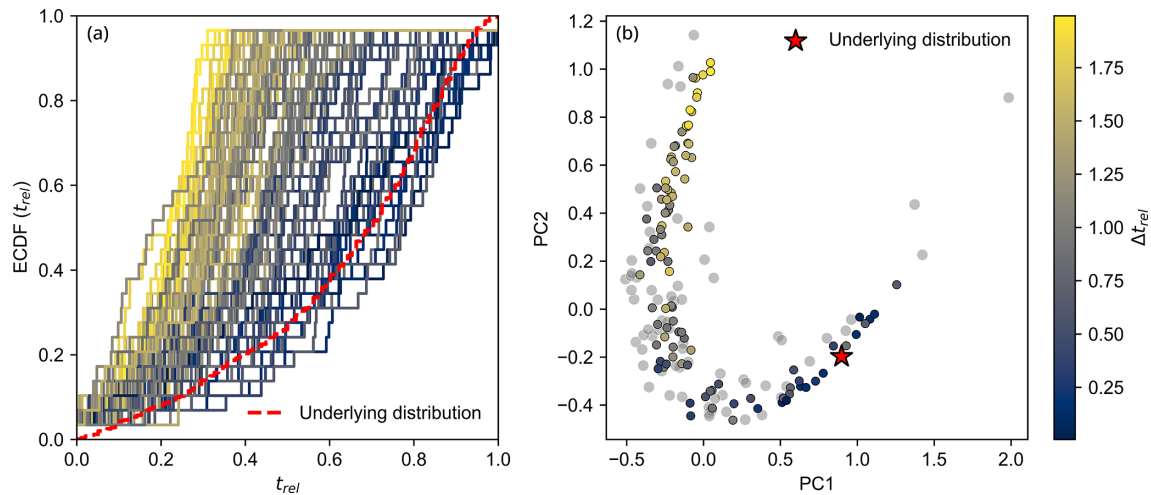 (a)
ECDF (t_rel)
1.0
0.8
0.6
0.4
0.2
0.0
Underlying distribution
0.0 0.2 0.4 0.6 0.8 1.0
t_rel
(b)
Underlying distribution
PC2
1.2
1.0
0.8
0.6
0.4
0.2
0.0
−0.2
−0.4
−0.5 0.0 0.5 1.0 1.5 2.0
PC1
1.75
1.50
1.25
1.00
0.75
0.50
0.25
Δt_rel